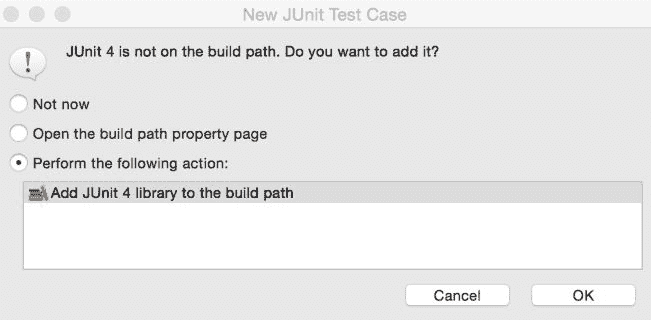 New JUnit Test Case
JUnit 4 is not on the build path. Do you want to add it?
Not now
Open the build path property page
Perform the following action:
Add JUnit 4 library to the build path
Cancel
OK